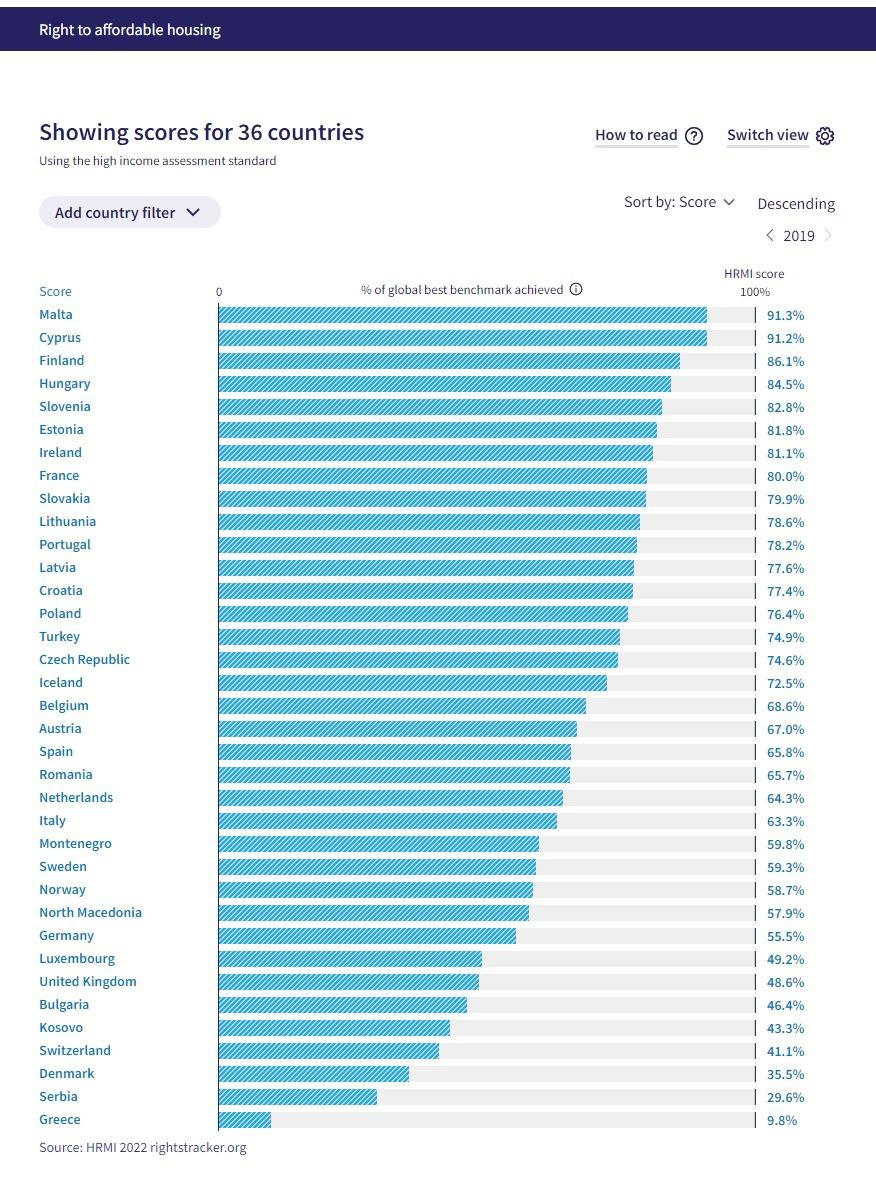 Right to affordable housing
Showing scores for 36 countries
How to read ?
Switch view
Using the high income assessment standard
Add country filter
Sort by: Score
Descending
< 2019 >
HRMI score
Score
0
% of global best benchmark achieved
100%
Malta 91.3%
Cyprus 91.2%
Finland 86.1%
Hungary 84.5%
Slovenia 82.8%
Estonia 81.8%
Ireland 81.1%
France 80.0%
Slovakia 79.9%
Lithuania 78.6%
Portugal 78.2%
Latvia 77.6%
Croatia 77.4%
Poland 76.4%
Turkey 74.9%
Czech Republic 74.6%
Iceland 72.5%
Belgium 68.6%
Austria 67.0%
Spain 65.8%
Romania 65.7%
Netherlands 64.3%
Italy 63.3%
Montenegro 59.8%
Sweden 59.3%
Norway 58.7%
North Macedonia 57.9%
Germany 55.5%
Luxembourg 49.2%
United Kingdom 48.6%
Bulgaria 46.4%
Kosovo 43.3%
Switzerland 41.1%
Denmark 35.5%
Serbia 29.6%
Greece 9.8%
Source: HRMI 2022 rightstracker.org